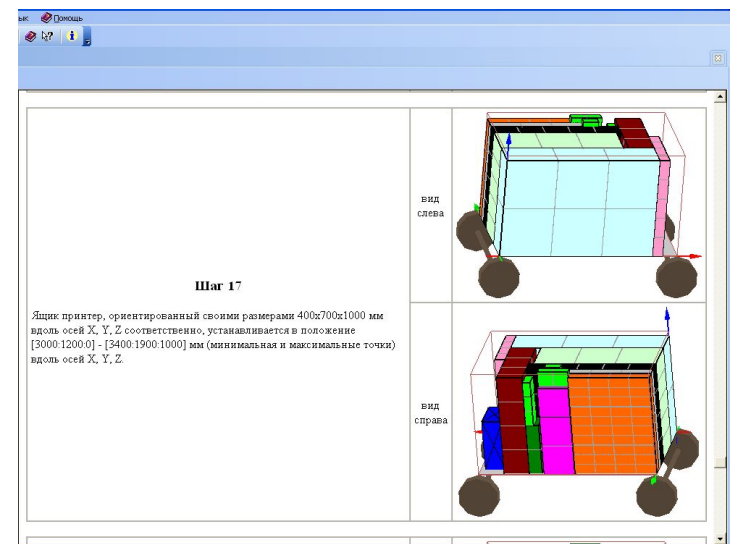 ык Помощь
вид
слева
Шаг 17
Ящик принтер, ориентированный своими размерами 400x700x1000 мм
вдоль осей X, Y, Z соответственно, устанавливается в положение
[3000:1200:0] - [3400:1900:1000] мм (минимальная и максимальные точки)
вдоль осей X, Y, Z.
вид
справа